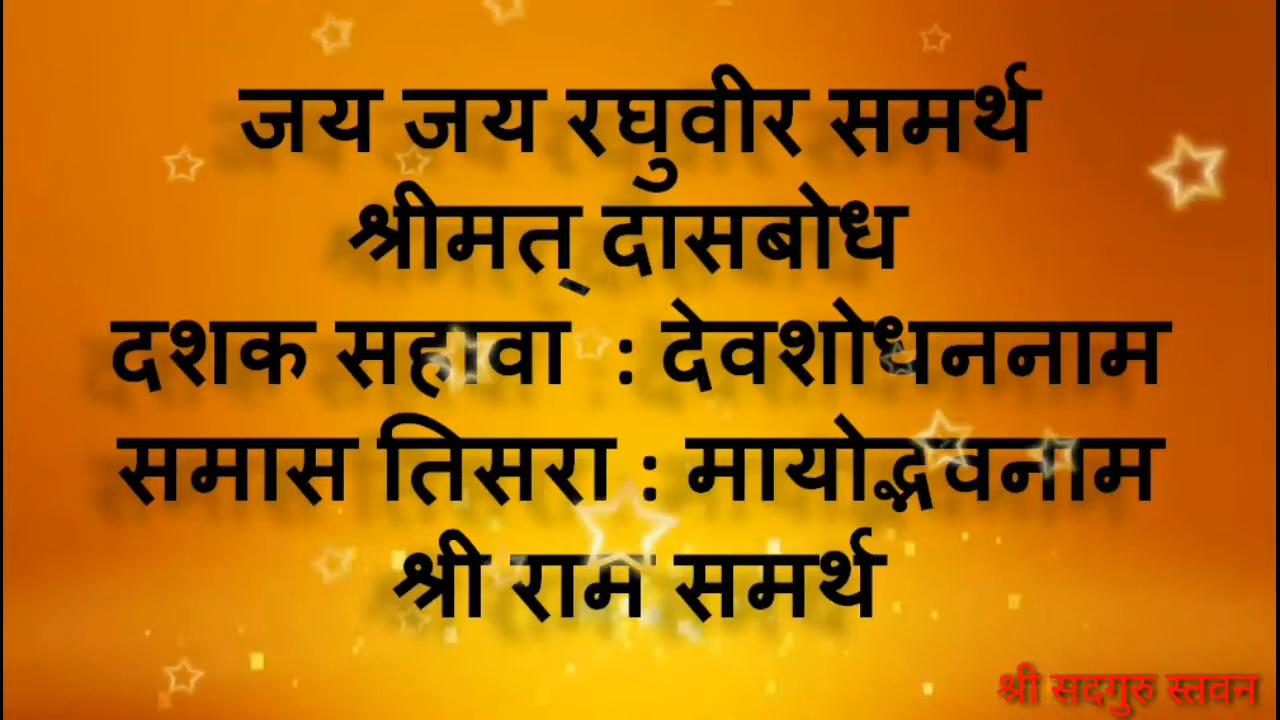 जय जय रघुवीर समर्थ
श्रीमत् दासबोध
दशक सहावा : देवशोधननाम
समास तिसरा : मायोद्भवनाम
श्री राम समर्थ
श्री सदगुरु स्तवन